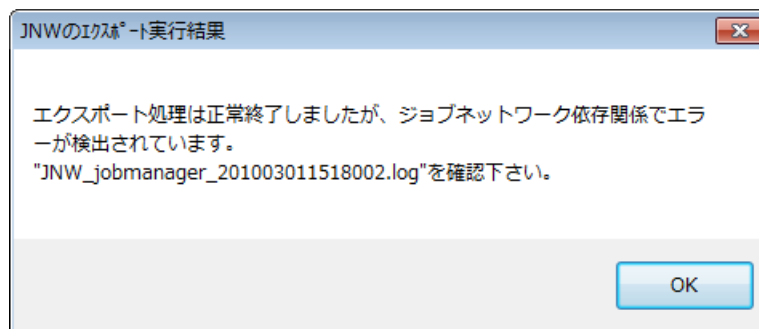 JNWのｴｸｽﾎﾟｰﾄ実行結果
エクスポート処理は正常終了しましたが、ジョブネットワーク依存関係でエラ
ーが検出されています。
"JNW_jobmanager_201003011518002.log"を確認下さい。
OK